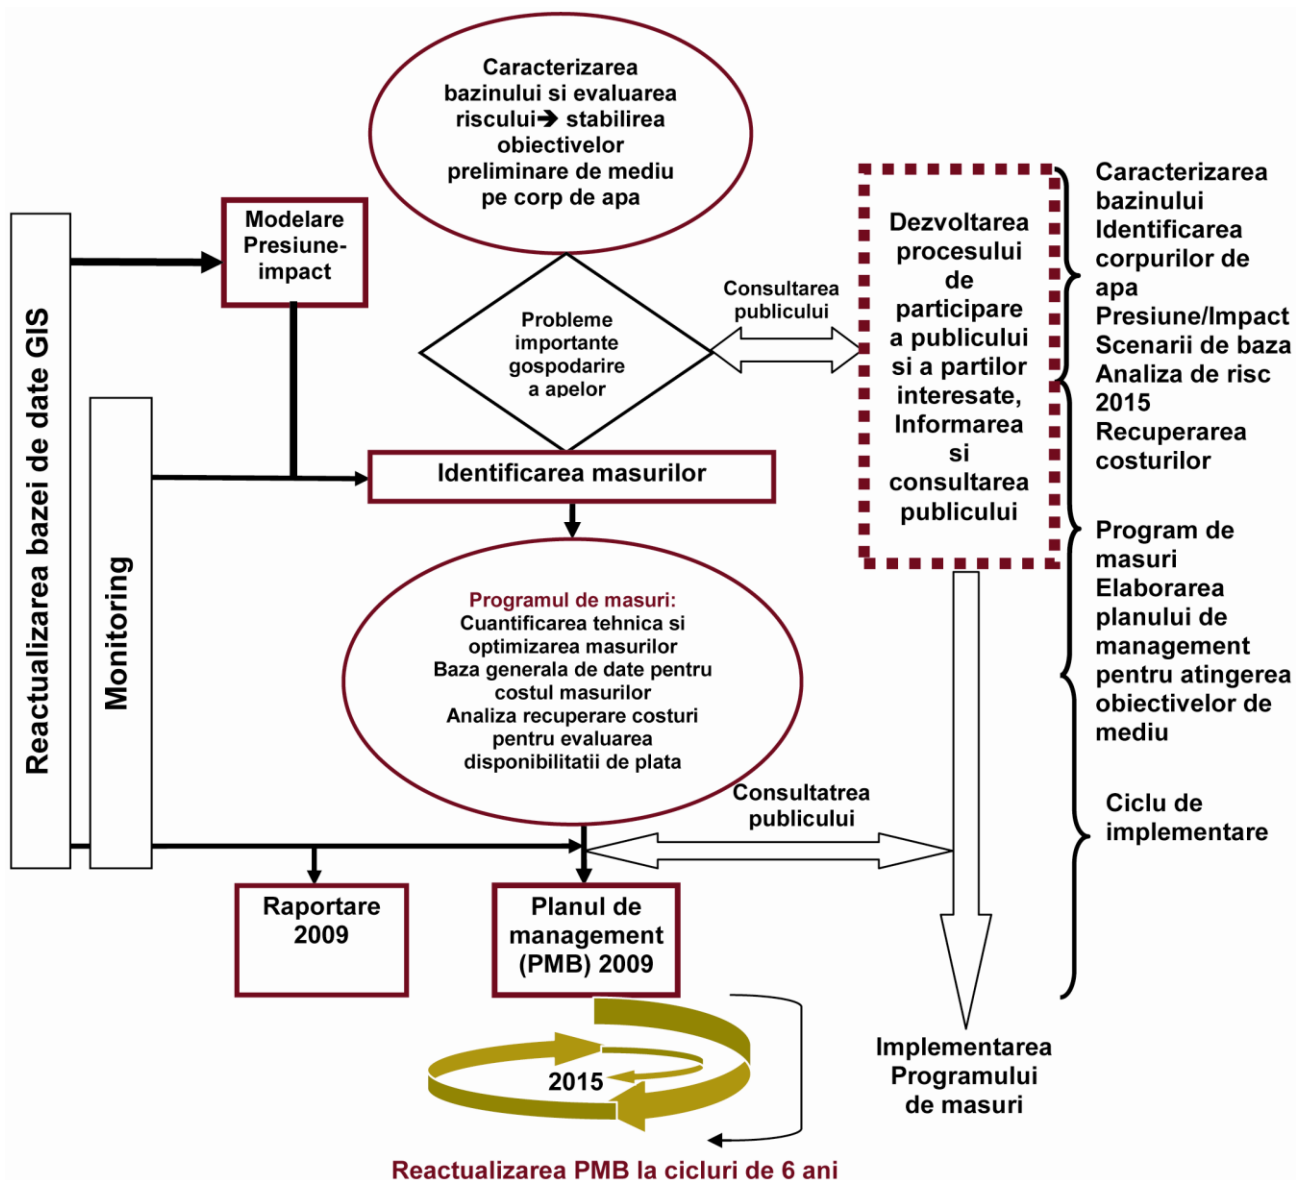 Caracterizarea
bazinului si evaluarea
riscului➔ stabilirea
obiectivelor
preliminare de mediu
pe corp de apa
Modelare
Presiune-
impact
Reactualizarea bazei de date GIS
Monitoring
Probleme
importante
gospodarire
a apelor
Consultarea
publicului
Dezvoltarea
procesului
de
participare
a publicului
si a partilor
interesate,
Informarea
si
consultarea
publicului
Caracterizarea
bazinului
Identificarea
corpurilor de
apa
Presiune/Impact
Scenarii de baza
Analiza de risc
2015
Recuperarea
costurilor
Program de
masuri
Elaborarea
planului de
management
pentru atingerea
obiectivelor de
mediu
Ciclu de
implementare
Identificarea masurilor
Programul de masuri:
Cuantificarea tehnica si
optimizarea masurilor
Baza generala de date pentru
costul masurilor
Analiza recuperare costuri
pentru evaluarea
disponibilitatii de plata
Consultatrea
publicului
Raportare
2009
Planul de
management
(PMB) 2009
2015
Implementarea
Programului
de masuri
Reactualizarea PMB la cicluri de 6 ani